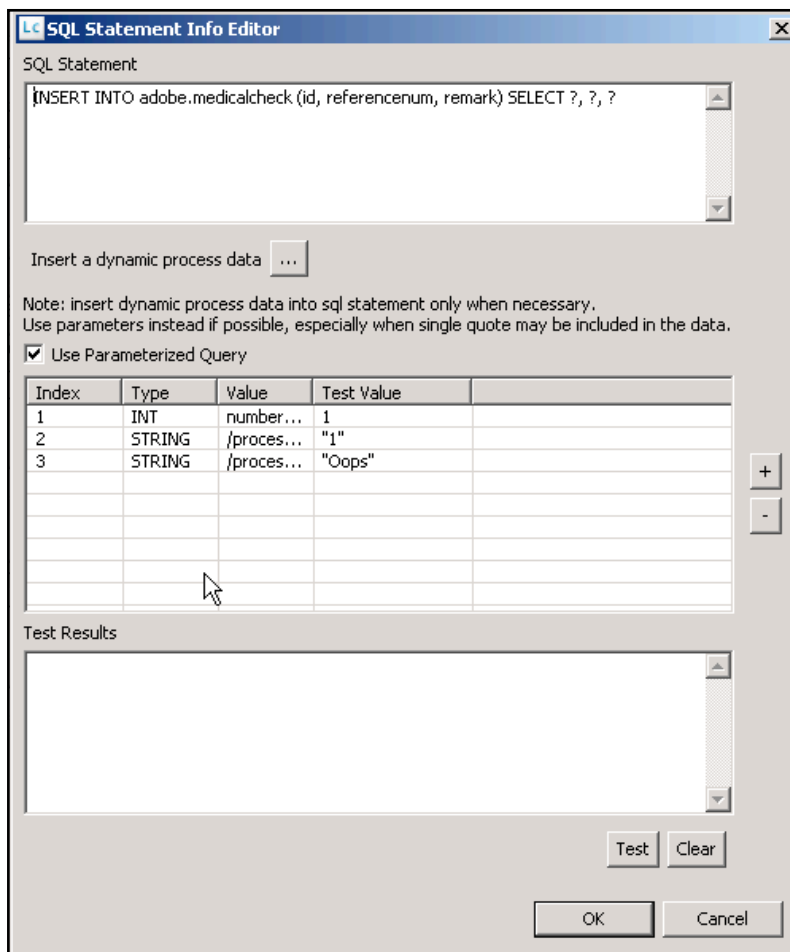 Lc SQL Statement Info Editor
SQL Statement
INSERT INTO adobe.medicalcheck (id, referencenum, remark) SELECT ?, ?, ?
Insert a dynamic process data ...
Note: insert dynamic process data into sql statement only when necessary.
Use parameters instead if possible, especially when single quote may be included in the data.
Use Parameterized Query
Index Type Value Test Value
1 INT number... 1
2 STRING /proces... "1"
3 STRING /proces... "Oops"
+
-
Test Results
Test Clear
OK Cancel